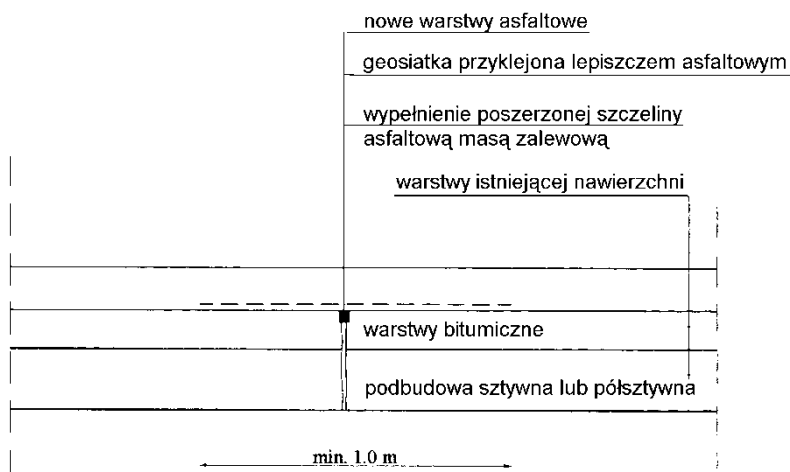 nowe warstwy asfaltowe
geosiatka przyklejona lepiszczem asfaltowym
wypełnienie poszerzonej szczeliny
asfaltową masą zalewową
warstwy istniejącej nawierzchni
warstwy bitumiczne
podbudowa sztywna lub półsztywna
min. 1.0 m